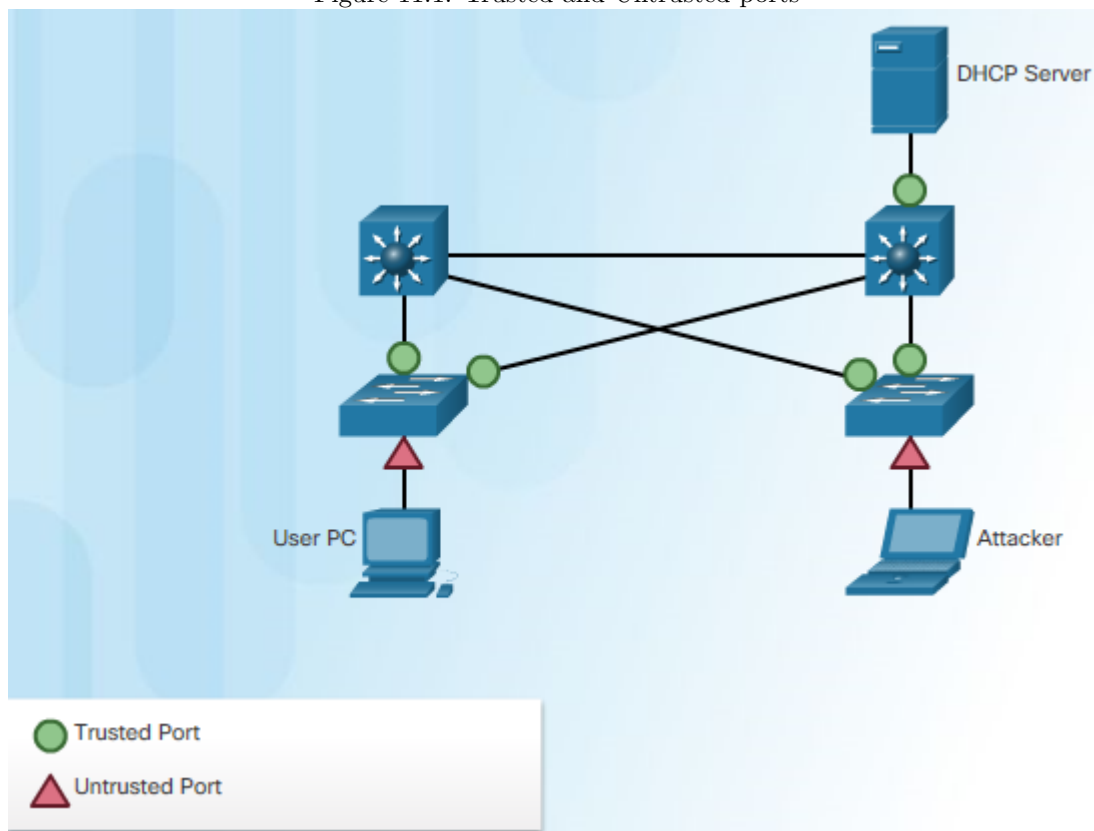 Figure 11.1: Trusted and Untrusted ports
DHCP Server
User PC
Attacker
Trusted Port
Untrusted Port